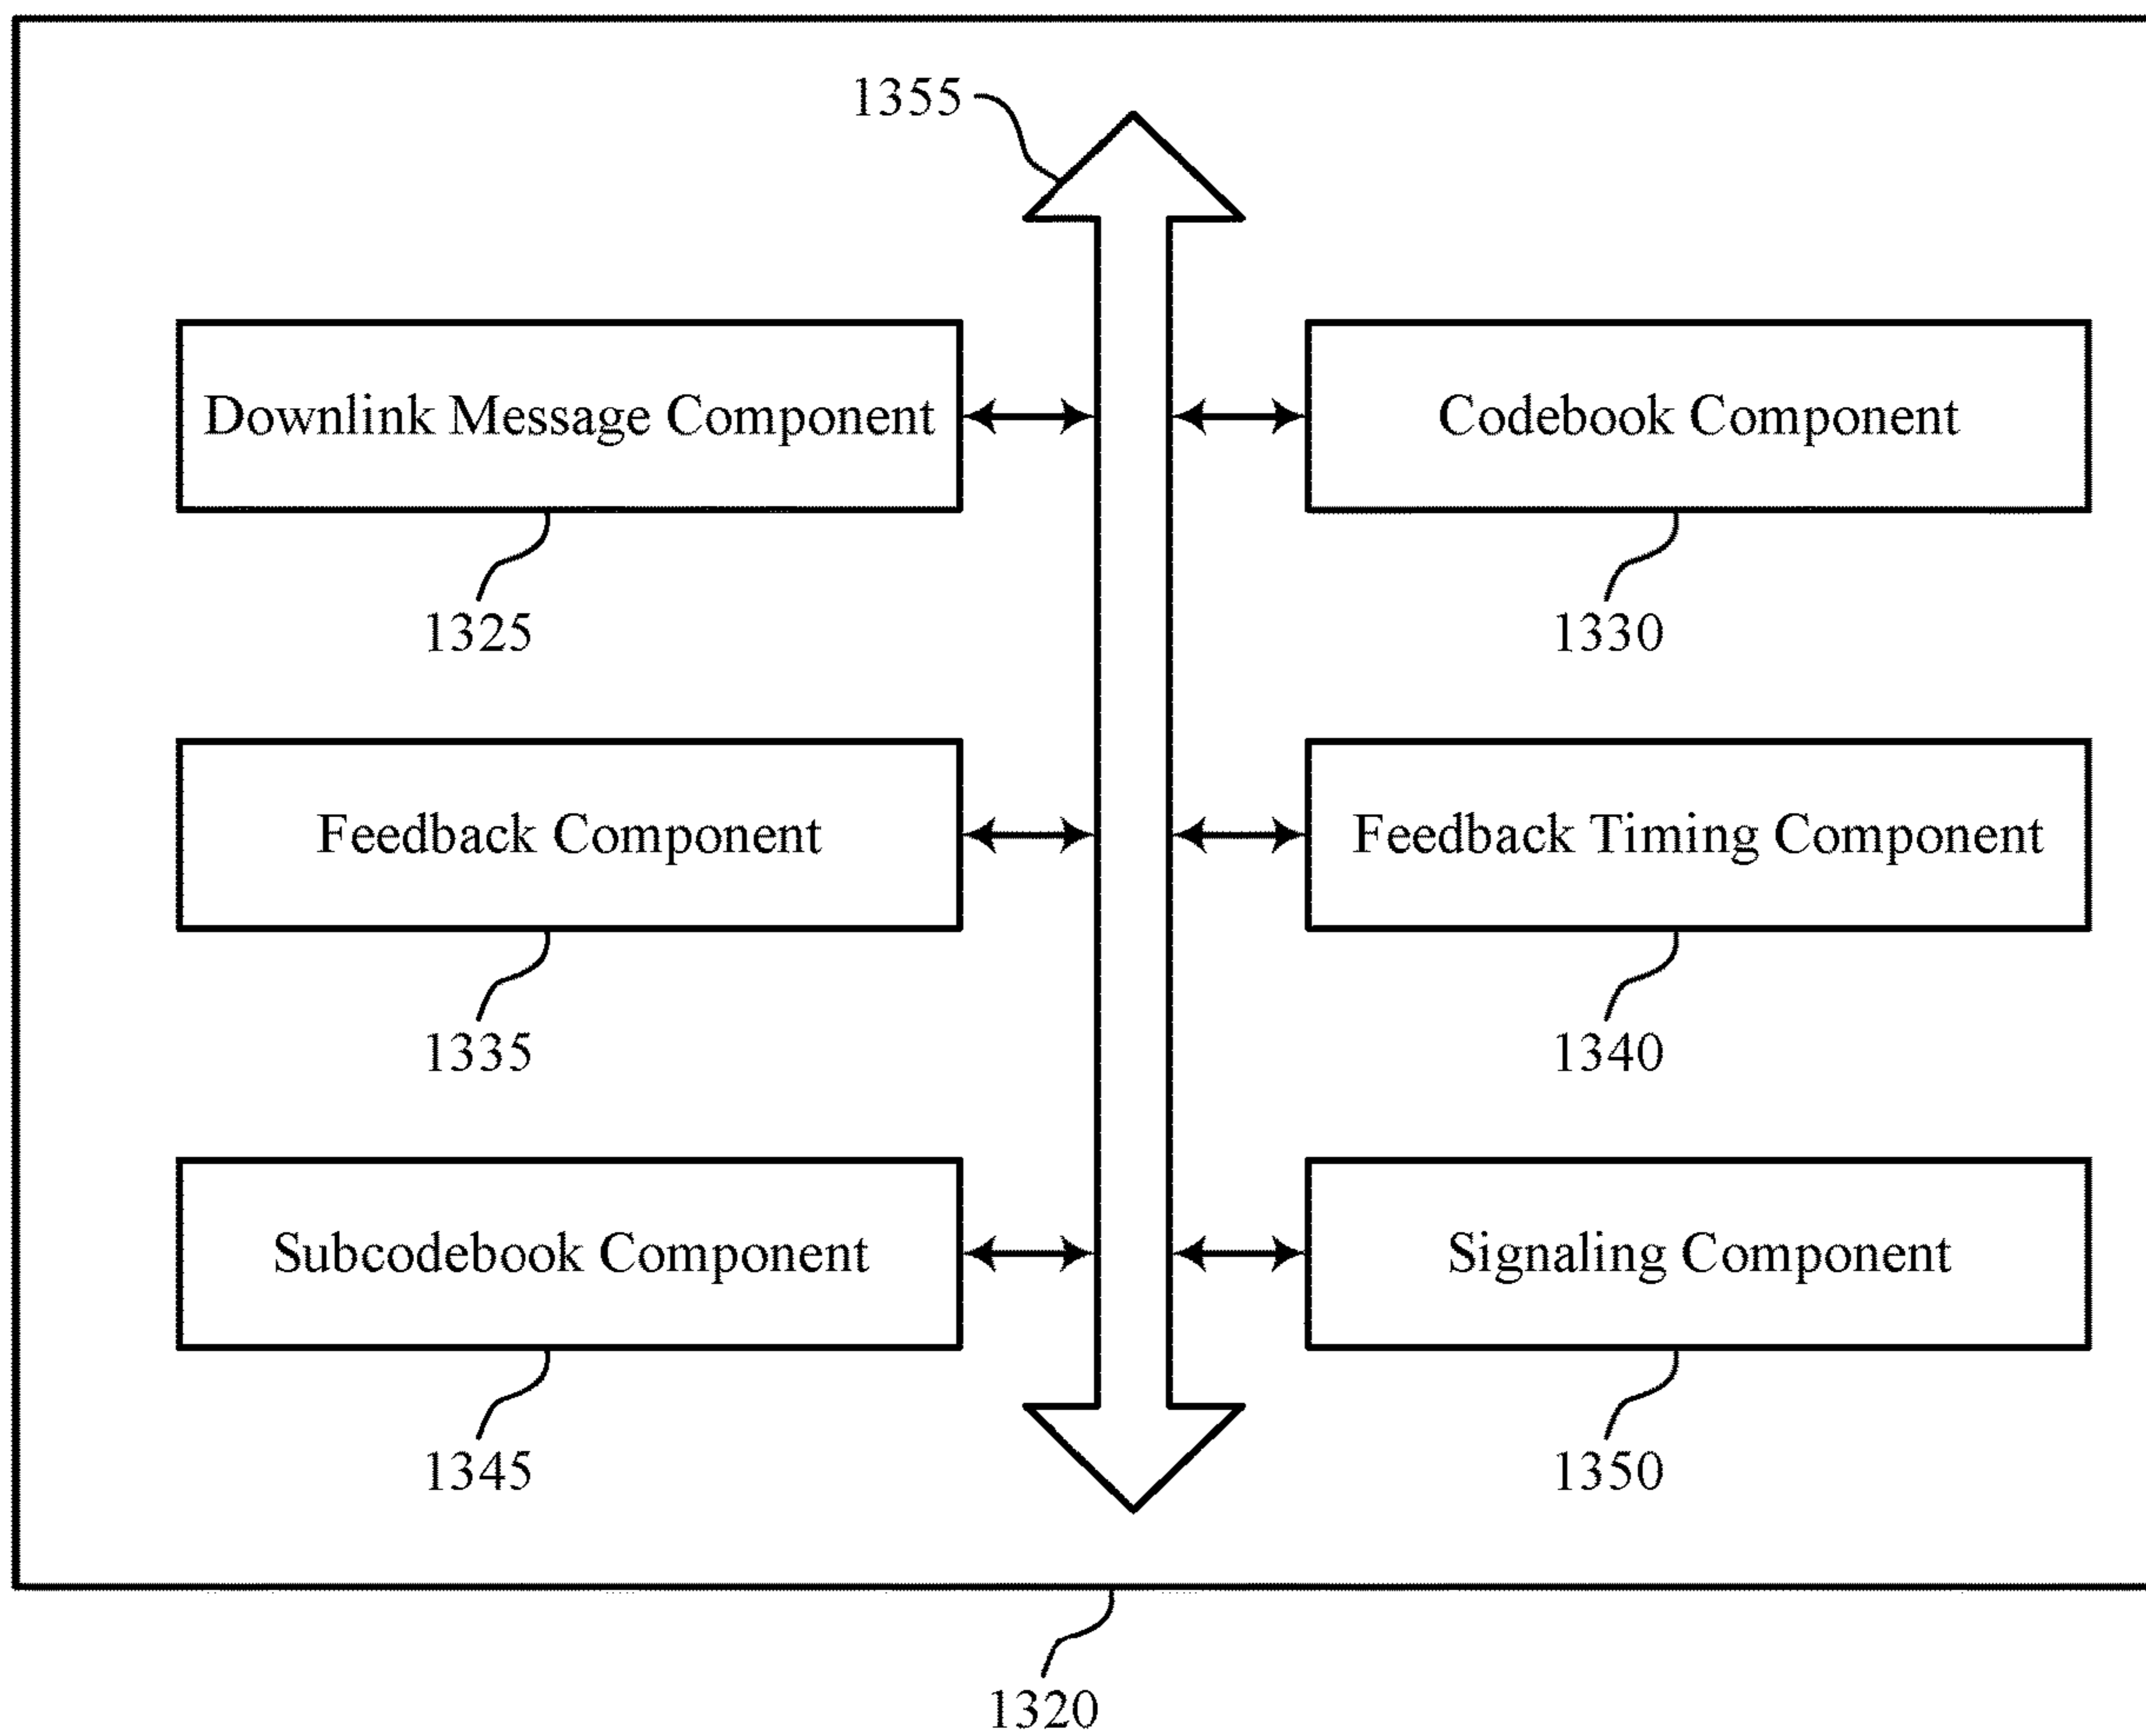 1355
Downlink Message Component
Codebook Component
1325
1330
Feedback Component
Feedback Timing Component
1335
1340
Subcodebook Component
Signaling Component
1345
1350
1320